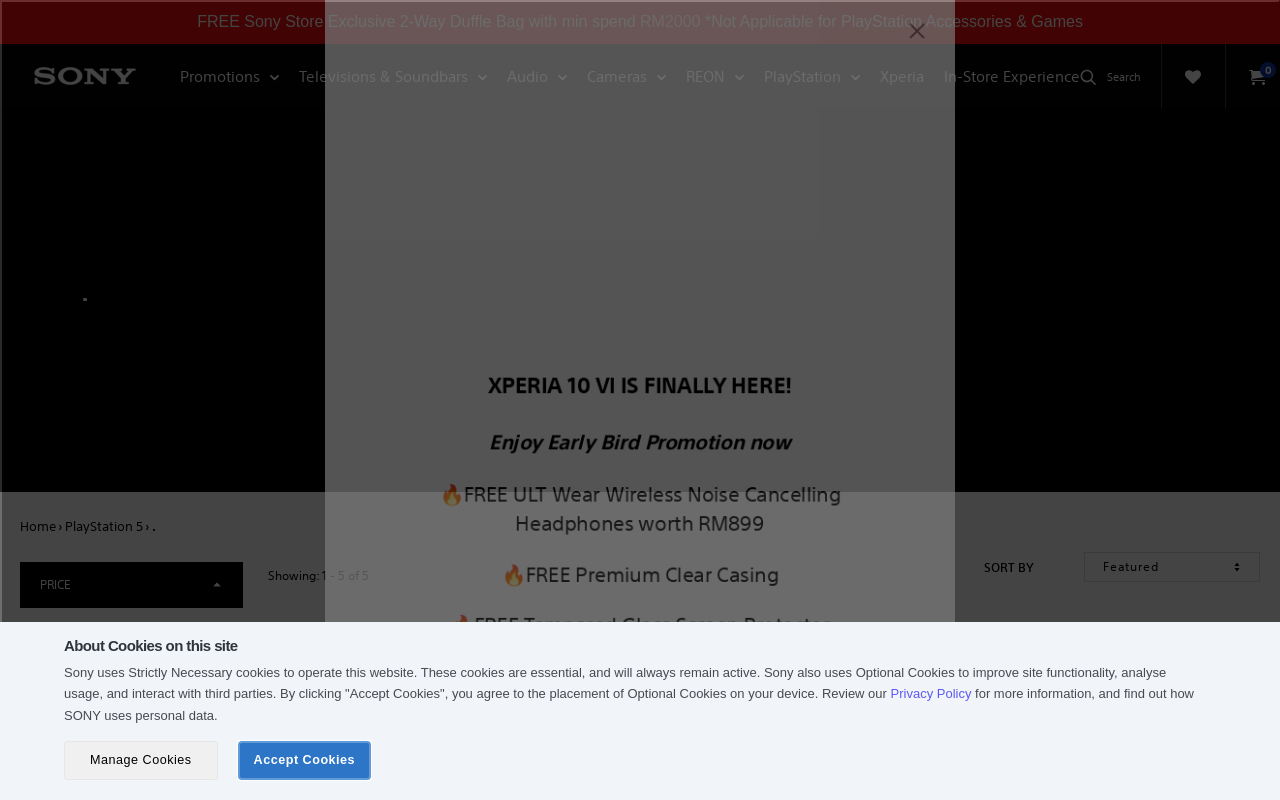 FREE Sony Store Exclusive 2-Way Duffle Bag with min spend RM2000 *Not Applicable for PlayStation Accessories & Games
SONY Promotions Televisions & Soundbars Audio Cameras REON PlayStation Xperia In-Store Experience Search 0
XPERIA 10 VI IS FINALLY HERE!
Enjoy Early Bird Promotion now
🔥FREE ULT Wear Wireless Noise Cancelling
Headphones worth RM899
🔥FREE Premium Clear Casing
🔥FREE Tempered Glass Screen Protector
Home › PlayStation 5 › .
PRICE
Showing: 1 - 5 of 5
SORT BY Featured
About Cookies on this site
Sony uses Strictly Necessary cookies to operate this website. These cookies are essential, and will always remain active. Sony also uses Optional Cookies to improve site functionality, analyse
usage, and interact with third parties. By clicking "Accept Cookies", you agree to the placement of Optional Cookies on your device. Review our Privacy Policy for more information, and find out how
SONY uses personal data.
Manage Cookies Accept Cookies